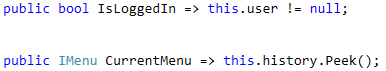 public bool IsLoggedIn => this.user != null;
public IMenu CurrentMenu => this.history.Peek();